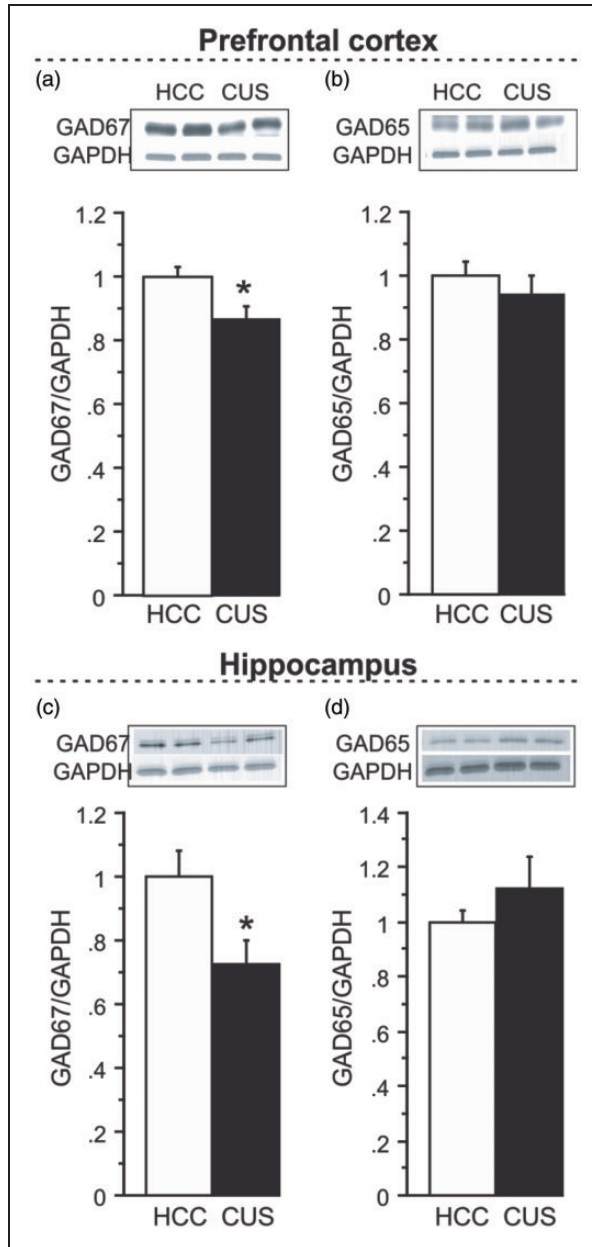 Prefrontal cortex
(a)
HCC CUS
GAD67
GAPDH
1.2
1
.8
.6
.4
.2
0
GAD67/GAPDH
*
HCC CUS
(b)
HCC CUS
GAD65
GAPDH
1.2
1
.8
.6
.4
.2
0
GAD65/GAPDH
HCC CUS
Hippocampus
(c)
GAD67
GAPDH
1.2
1
.8
.6
.4
.2
0
GAD67/GAPDH
*
HCC CUS
(d)
GAD65
GAPDH
1.4
1.2
1
.8
.6
.4
.2
0
GAD65/GAPDH
HCC CUS